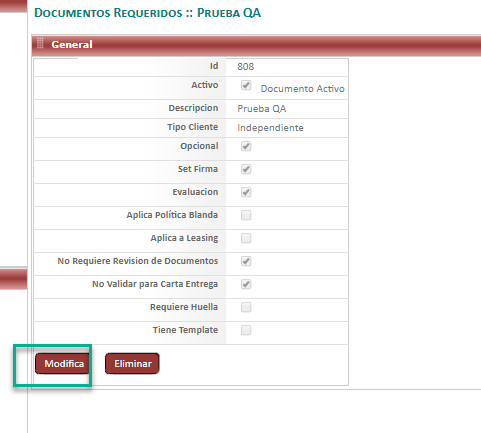 Documentos Requeridos :: Prueba QA
General
Id 808
Activo Documento Activo
Descripcion Prueba QA
Tipo Cliente Independiente
Opcional
Set Firma
Evaluacion
Aplica Política Blanda
Aplica a Leasing
No Requiere Revision de Documentos
No Validar para Carta Entrega
Requiere Huella
Tiene Template
Modifica Eliminar